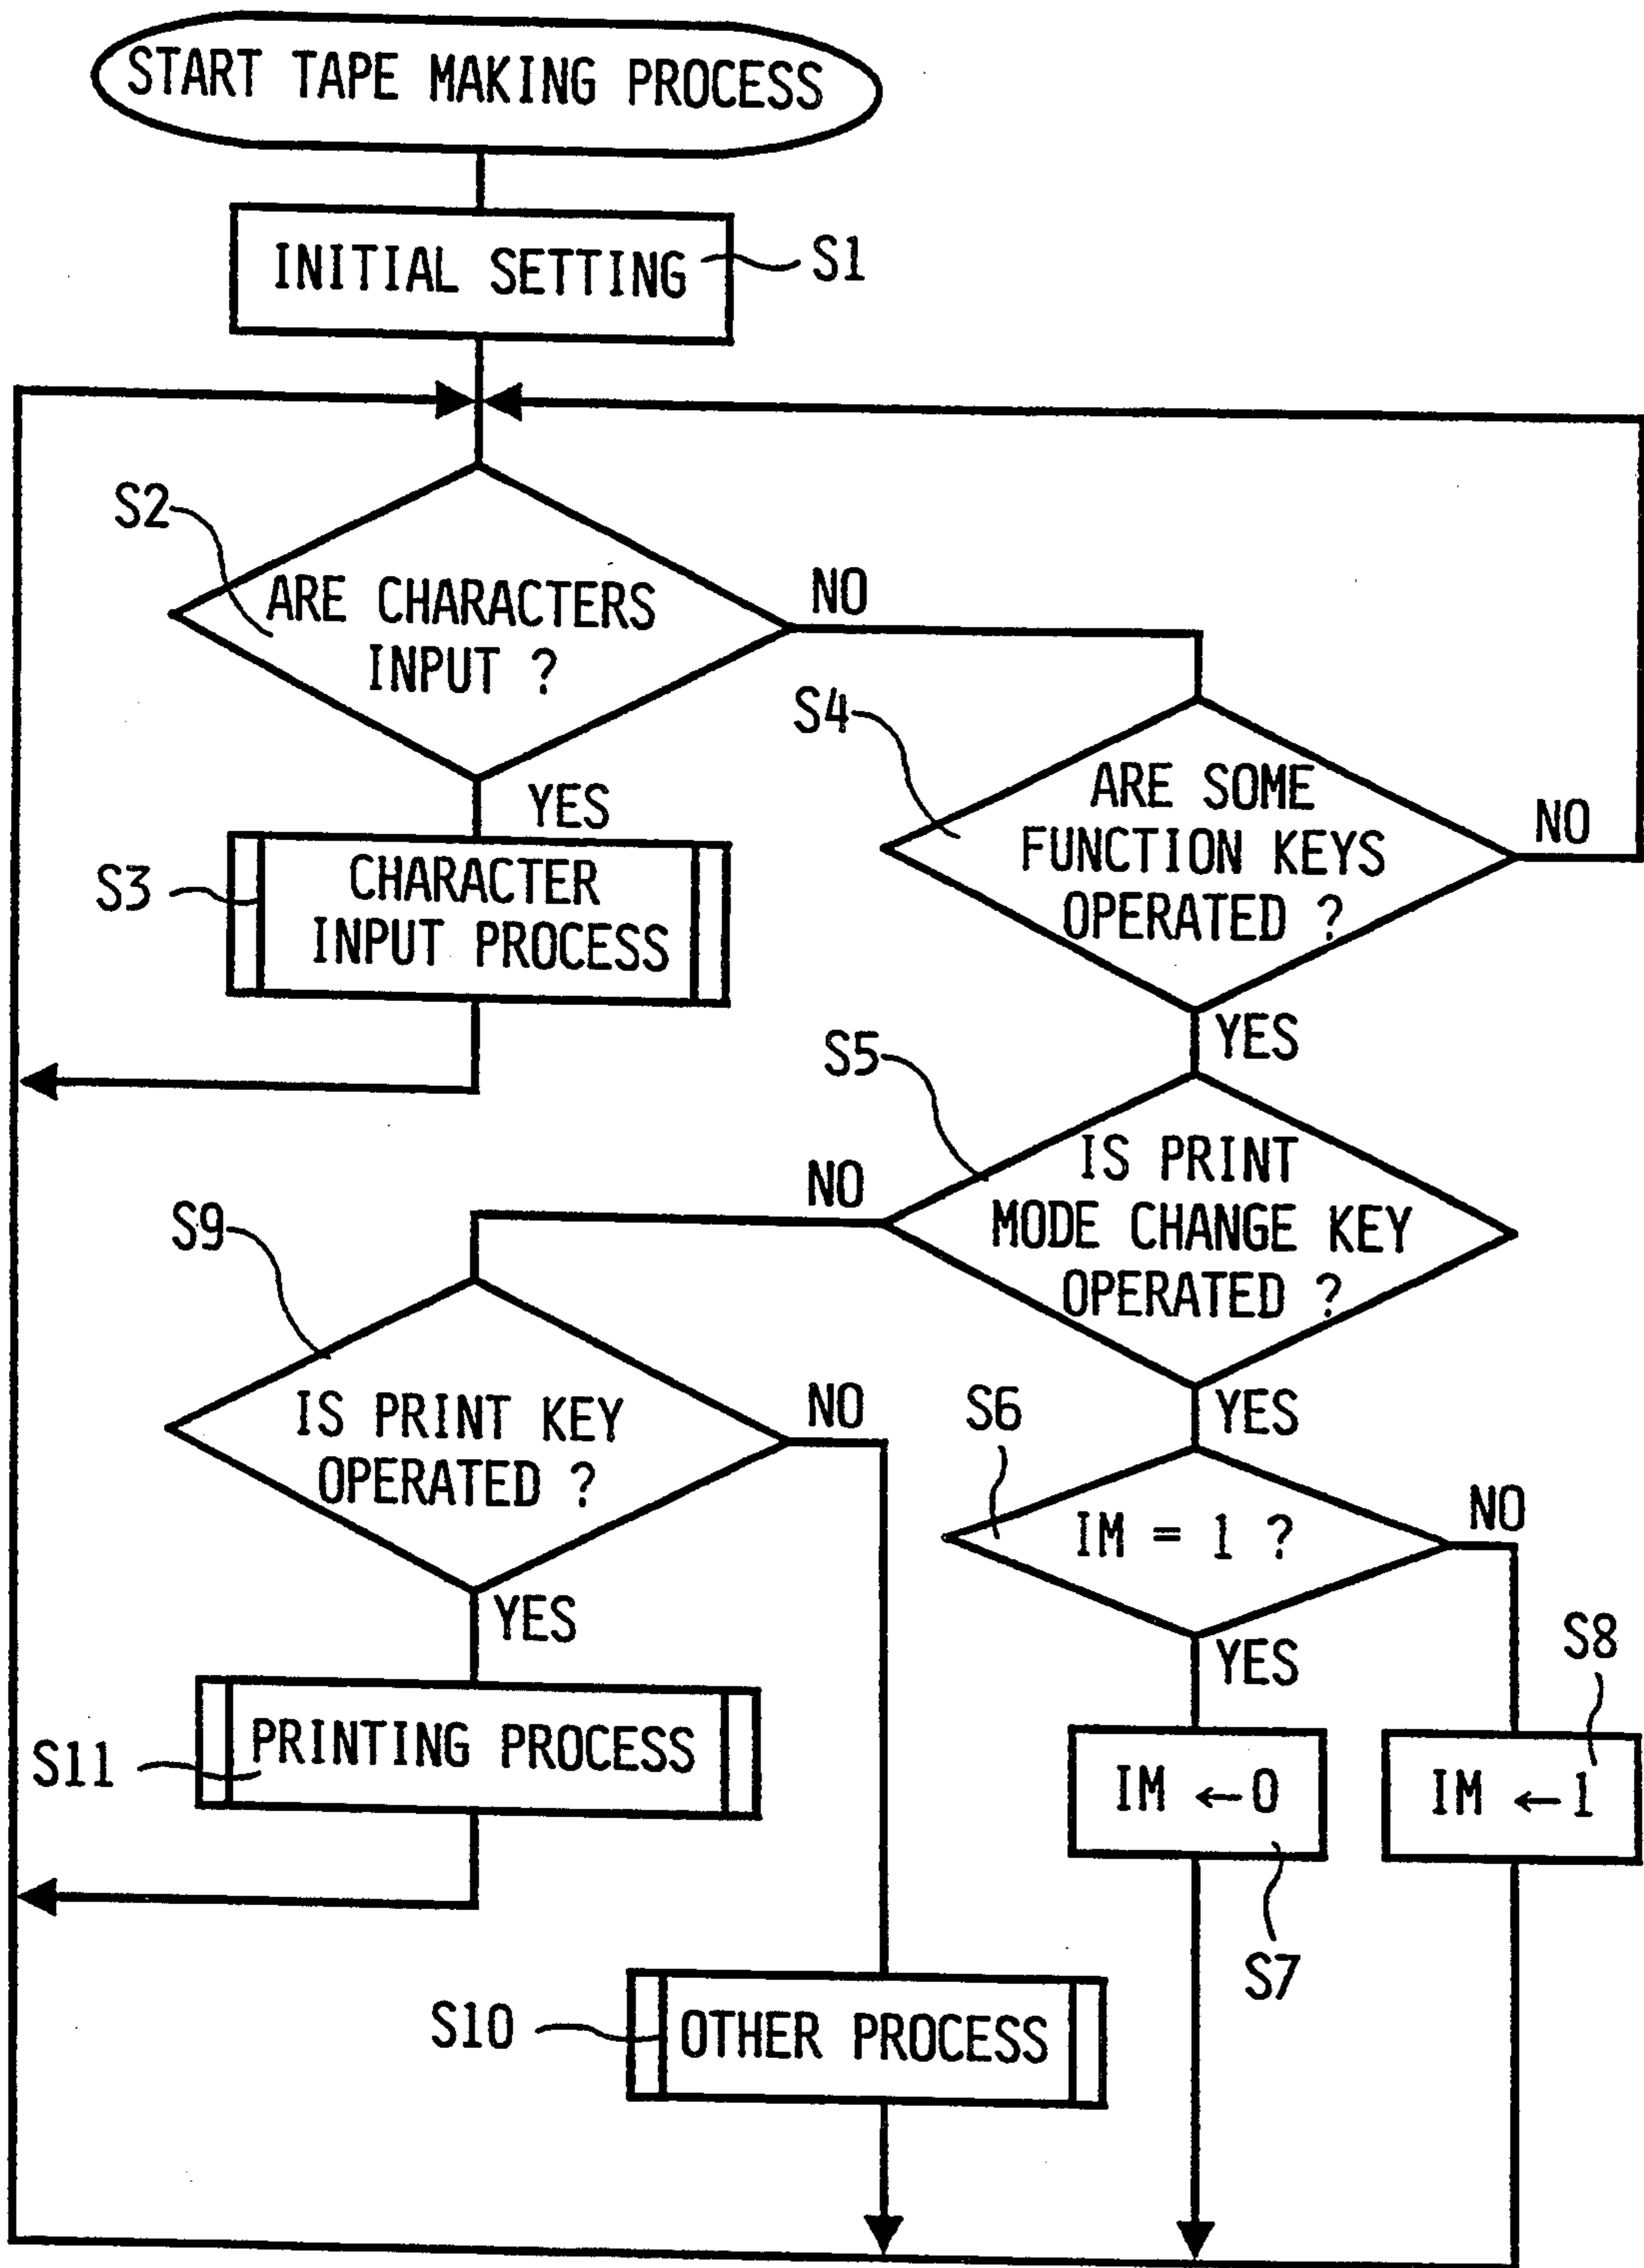 START TAPE MAKING PROCESS
INITIAL SETTING
S1
S2
ARE CHARACTERS
INPUT ?
NO
YES
S3
CHARACTER
INPUT PROCESS
S4
ARE SOME
FUNCTION KEYS
OPERATED ?
NO
YES
S5
IS PRINT
MODE CHANGE KEY
OPERATED ?
NO
YES
S9
IS PRINT KEY
OPERATED ?
NO
YES
S6
IM = 1 ?
NO
YES
S8
S11
PRINTING PROCESS
IM ←0
IM ←1
S7
S10
OTHER PROCESS